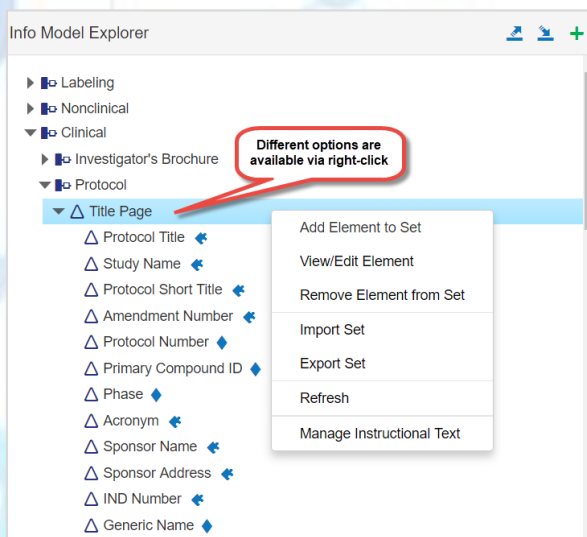 Info Model Explorer
Labeling
Nonclinical
Clinical
Different options are
available via right-click
Investigator's Brochure
Protocol
Title Page
Protocol Title
Study Name
Protocol Short Title
Amendment Number
Protocol Number
Primary Compound ID
Phase
Acronym
Sponsor Name
Sponsor Address
IND Number
Generic Name
Add Element to Set
View/Edit Element
Remove Element from Set
Import Set
Export Set
Refresh
Manage Instructional Text